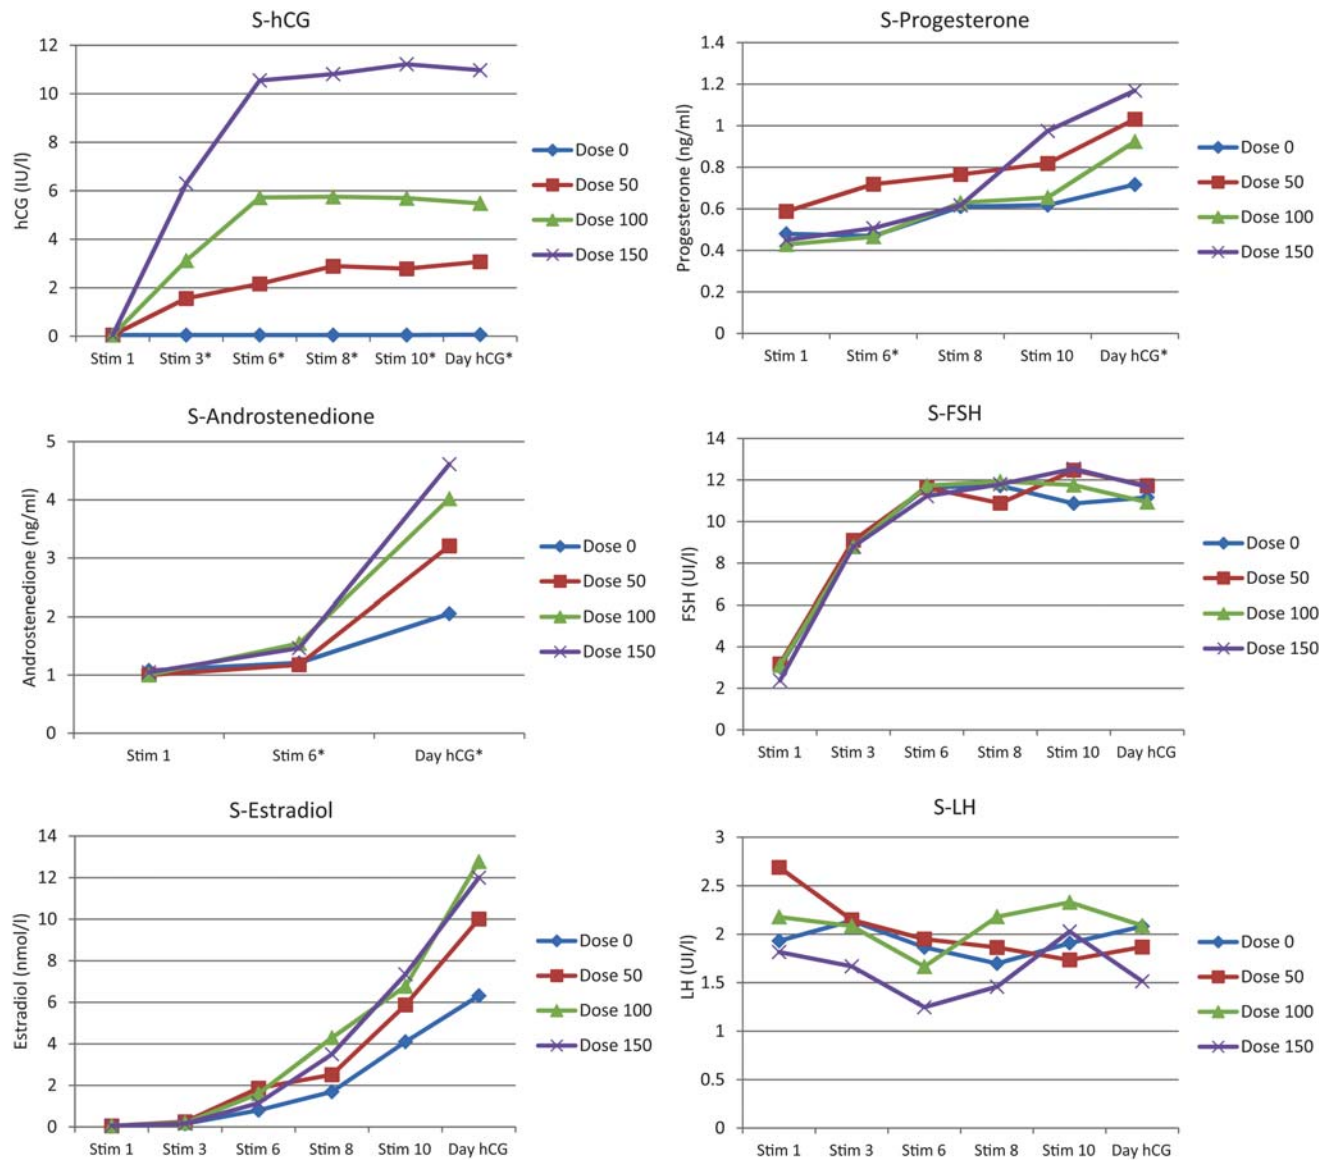 S-hCG
12
10
8
6
4
2
0
hCG (IU/l)
Stim 1 Stim 3* Stim 6* Stim 8* Stim 10* Day hCG*
Dose 0
Dose 50
Dose 100
Dose 150
S-Progesterone
1.4
1.2
1
0.8
0.6
0.4
0.2
0
Progesterone (ng/ml)
Stim 1 Stim 6* Stim 8 Stim 10 Day hCG*
Dose 0
Dose 50
Dose 100
Dose 150
S-Androstenedione
5
4
3
2
1
0
Androstenedione (ng/ml)
Stim 1 Stim 6* Day hCG*
Dose 0
Dose 50
Dose 100
Dose 150
S-FSH
14
12
10
8
6
4
2
0
FSH (UI/l)
Stim 1 Stim 3 Stim 6 Stim 8 Stim 10 Day hCG
Dose 0
Dose 50
Dose 100
Dose 150
S-Estradiol
14
12
10
8
6
4
2
0
Estradiol (nmol/l)
Stim 1 Stim 3 Stim 6 Stim 8 Stim 10 Day hCG
Dose 0
Dose 50
Dose 100
Dose 150
S-LH
3
2.5
2
1.5
1
0.5
0
LH (UI/l)
Stim 1 Stim 3 Stim 6 Stim 8 Stim 10 Day hCG
Dose 0
Dose 50
Dose 100
Dose 150